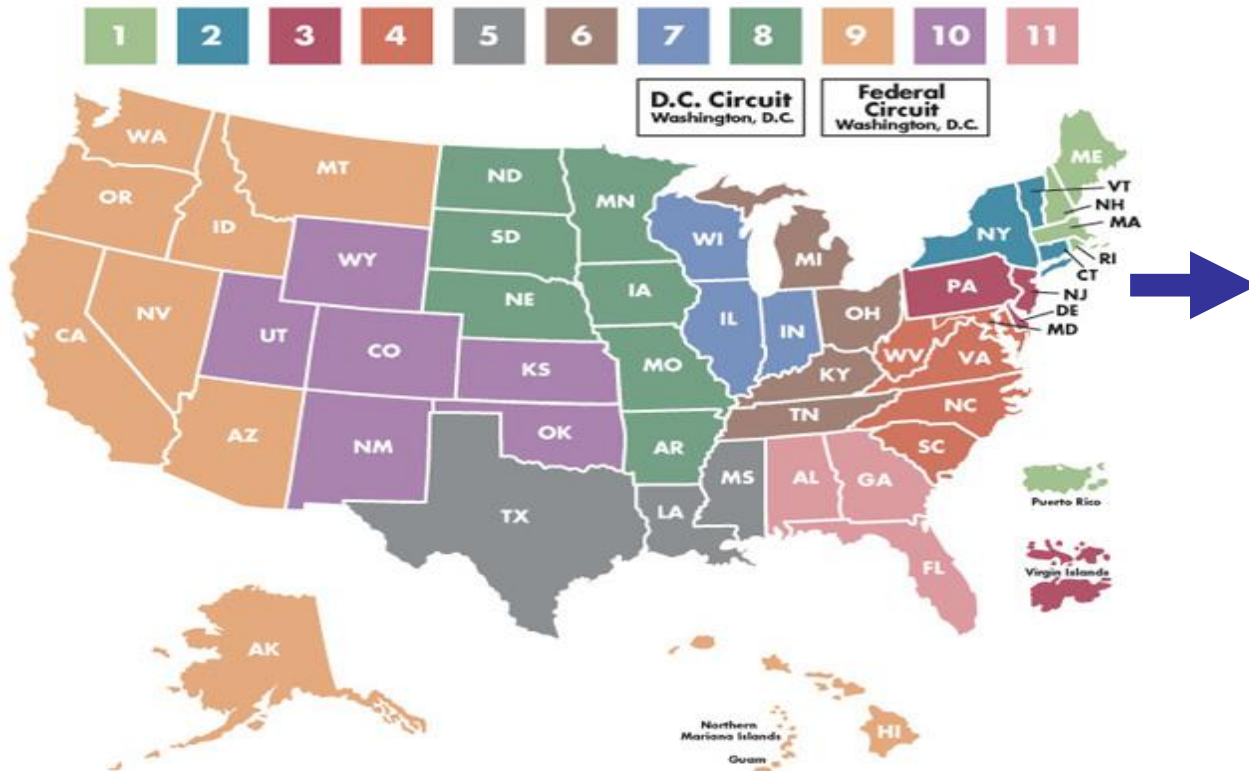 1 2 3 4 5 6 7 8 9 10 11
D.C. Circuit
Washington, D.C.
Federal
Circuit
Washington, D.C.
WA
MT
ND
MN
ME
VT
OR
ID
SD
WI
MI
NY
NH
MA
RI
CT
WY
NE
IA
PA
NJ
DE
MD
CA
NV
UT
CO
KS
MO
IL
IN
OH
WV
VA
KY
AZ
NM
OK
AR
TN
NC
SC
TX
LA
MS
AL
GA
FL
Puerto Rico
Virgin Islands
AK
HI
Northern
Mariana Islands
Guam